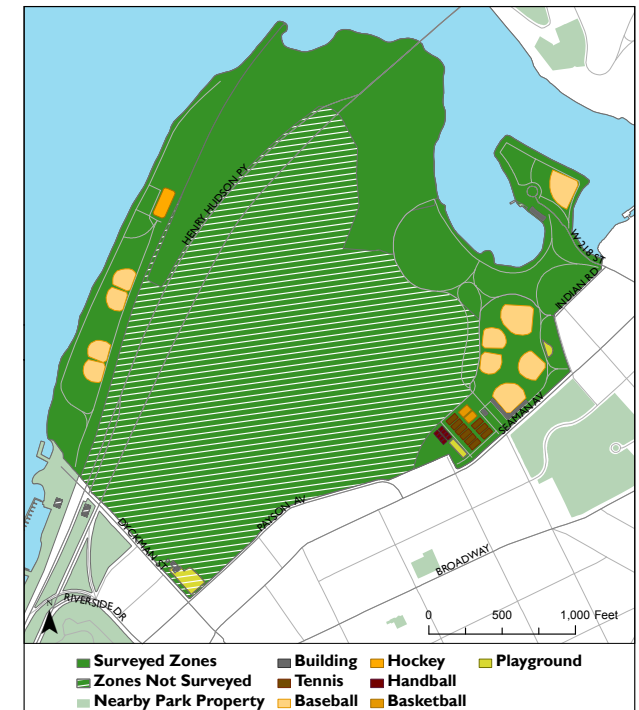 HENRY HUDSON PY
W 218 ST
INDIAN RD
SEAMAN AV
PAYSON AV
DYCKMAN ST
BROADWAY
RIVERSIDE DR
N
0 500 1,000 Feet
Surveyed Zones Building Hockey Playground
Zones Not Surveyed Tennis Handball
Nearby Park Property Baseball Basketball